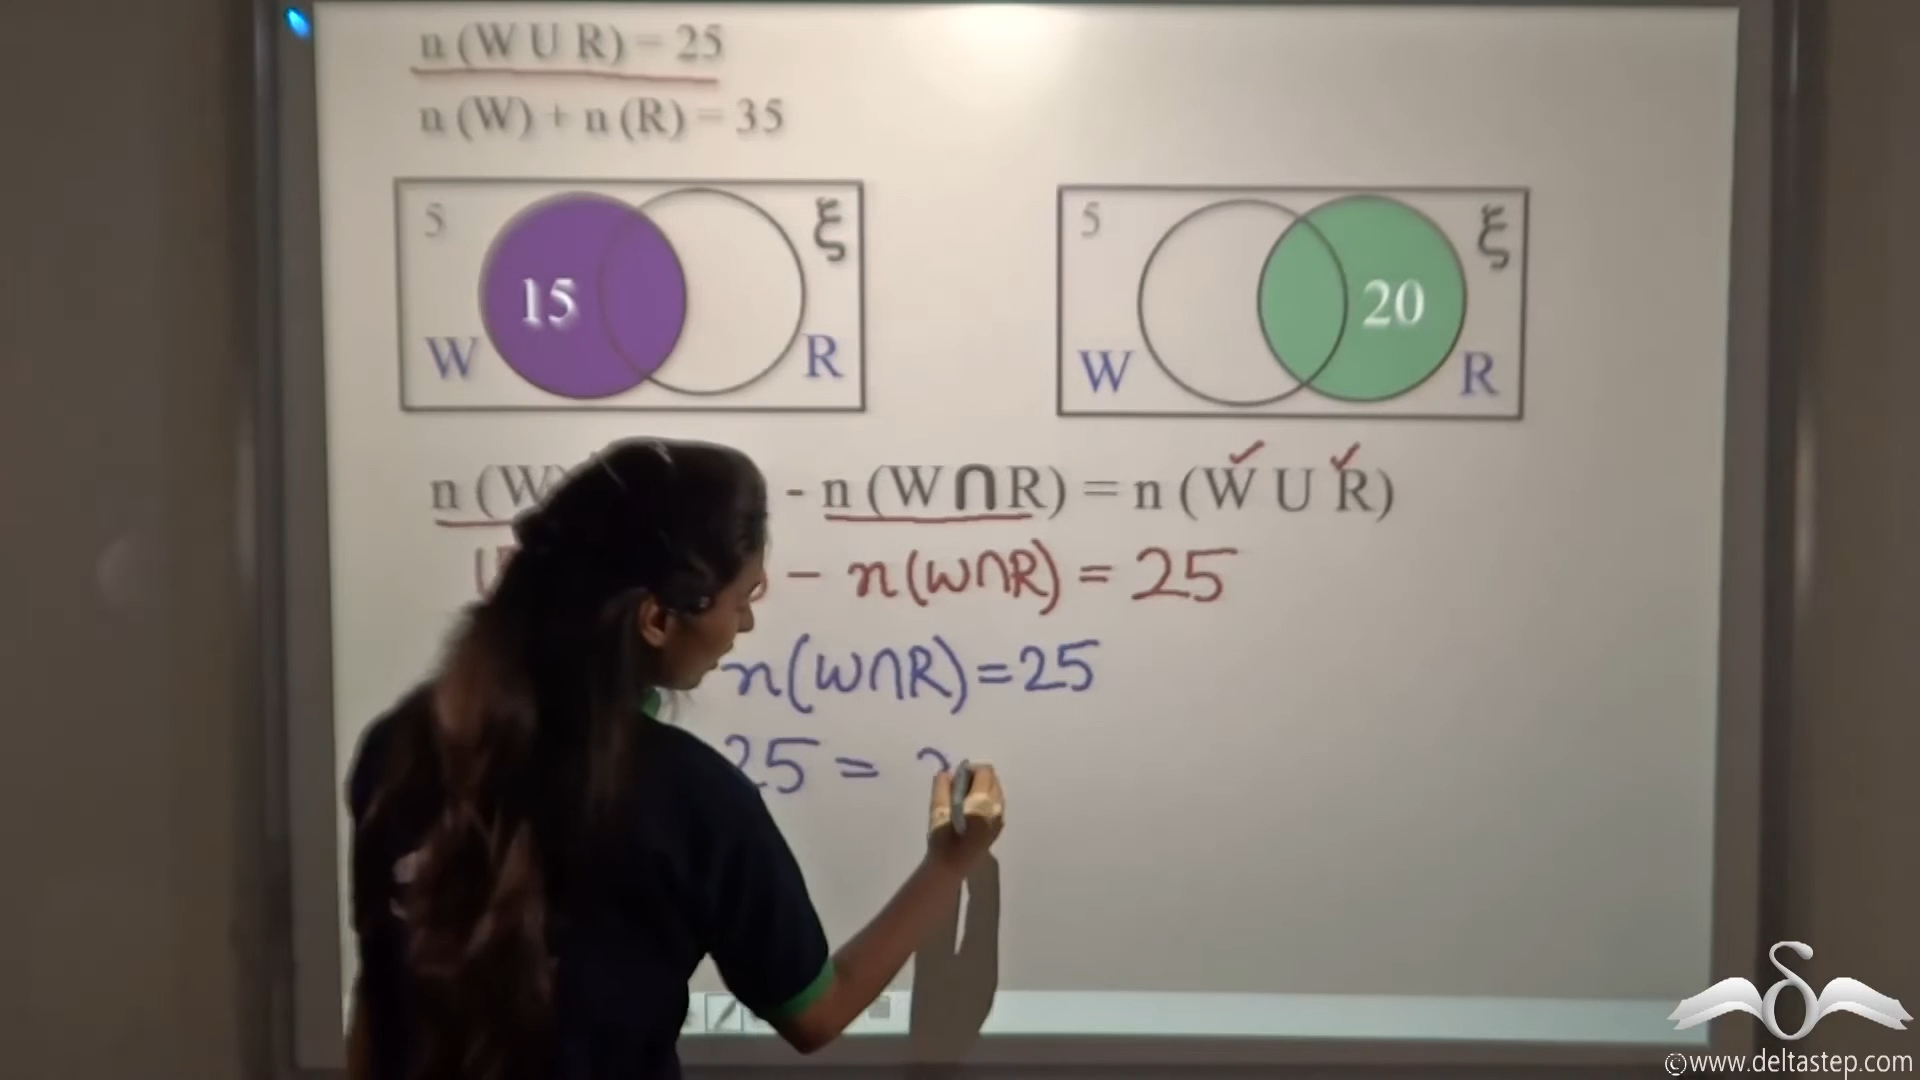 n (W U R) = 25
n (W) + n (R) = 35
5 15 W R ξ
5 20 W R ξ
n (W) - n (W ∩ R) = n (W U R)
- n(W∩R) = 25
n(W∩R) = 25
25 =
©www.deltastep.com